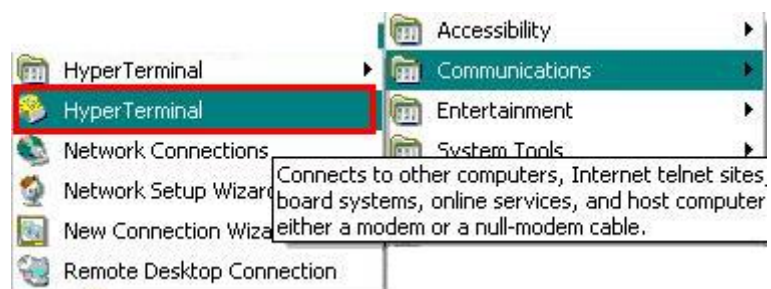 Accessibility
HyperTerminal
Communications
HyperTerminal
Entertainment
Network Connections
System Tools
Network Setup Wizard
New Connection Wiza
Remote Desktop Connection
Connects to other computers, Internet telnet sites,
board systems, online services, and host computer
either a modem or a null-modem cable.